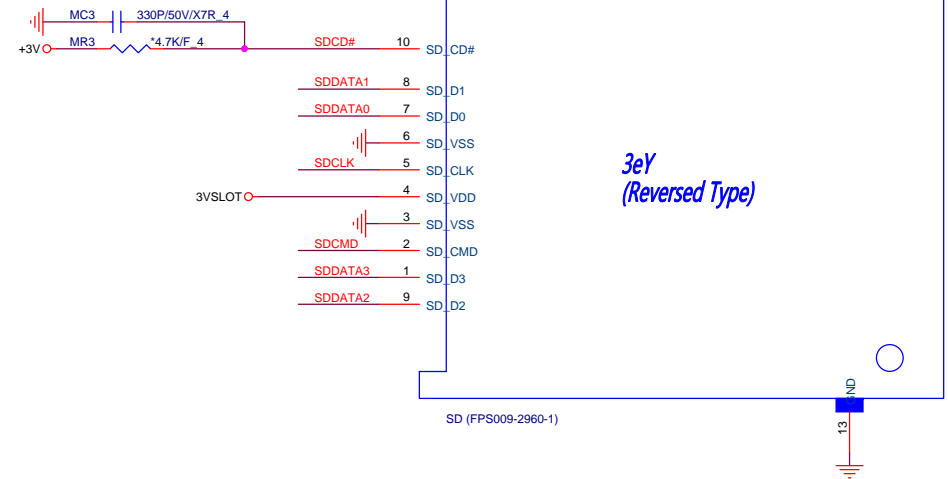 MC3 330P/50V/X7R_4
+3V MR3 *4.7K/F_4
SDCD# 10 SD_CD#
SDDATA1 8 SD_D1
SDDATA0 7 SD_D0
6 SD_VSS
SDCLK 5 SD_CLK
3VSLOT 4 SD_VDD
3 SD_VSS
SDCMD 2 SD_CMD
SDDATA3 1 SD_D3
SDDATA2 9 SD_D2
3eY
(Reversed Type)
GND
13
SD (FPS009-2960-1)